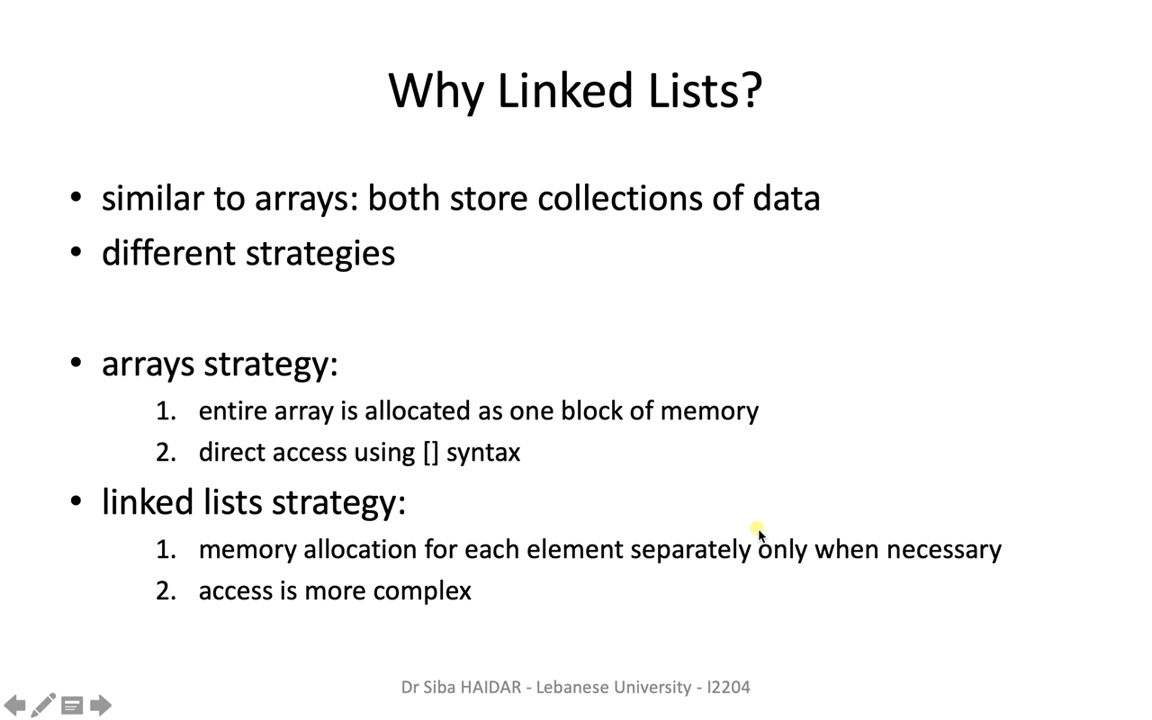 Why Linked Lists?
• similar to arrays: both store collections of data
• different strategies
• arrays strategy:
1. entire array is allocated as one block of memory
2. direct access using [] syntax
• linked lists strategy:
1. memory allocation for each element separately only when necessary
2. access is more complex
Dr Siba HAIDAR - Lebanese University - I2204